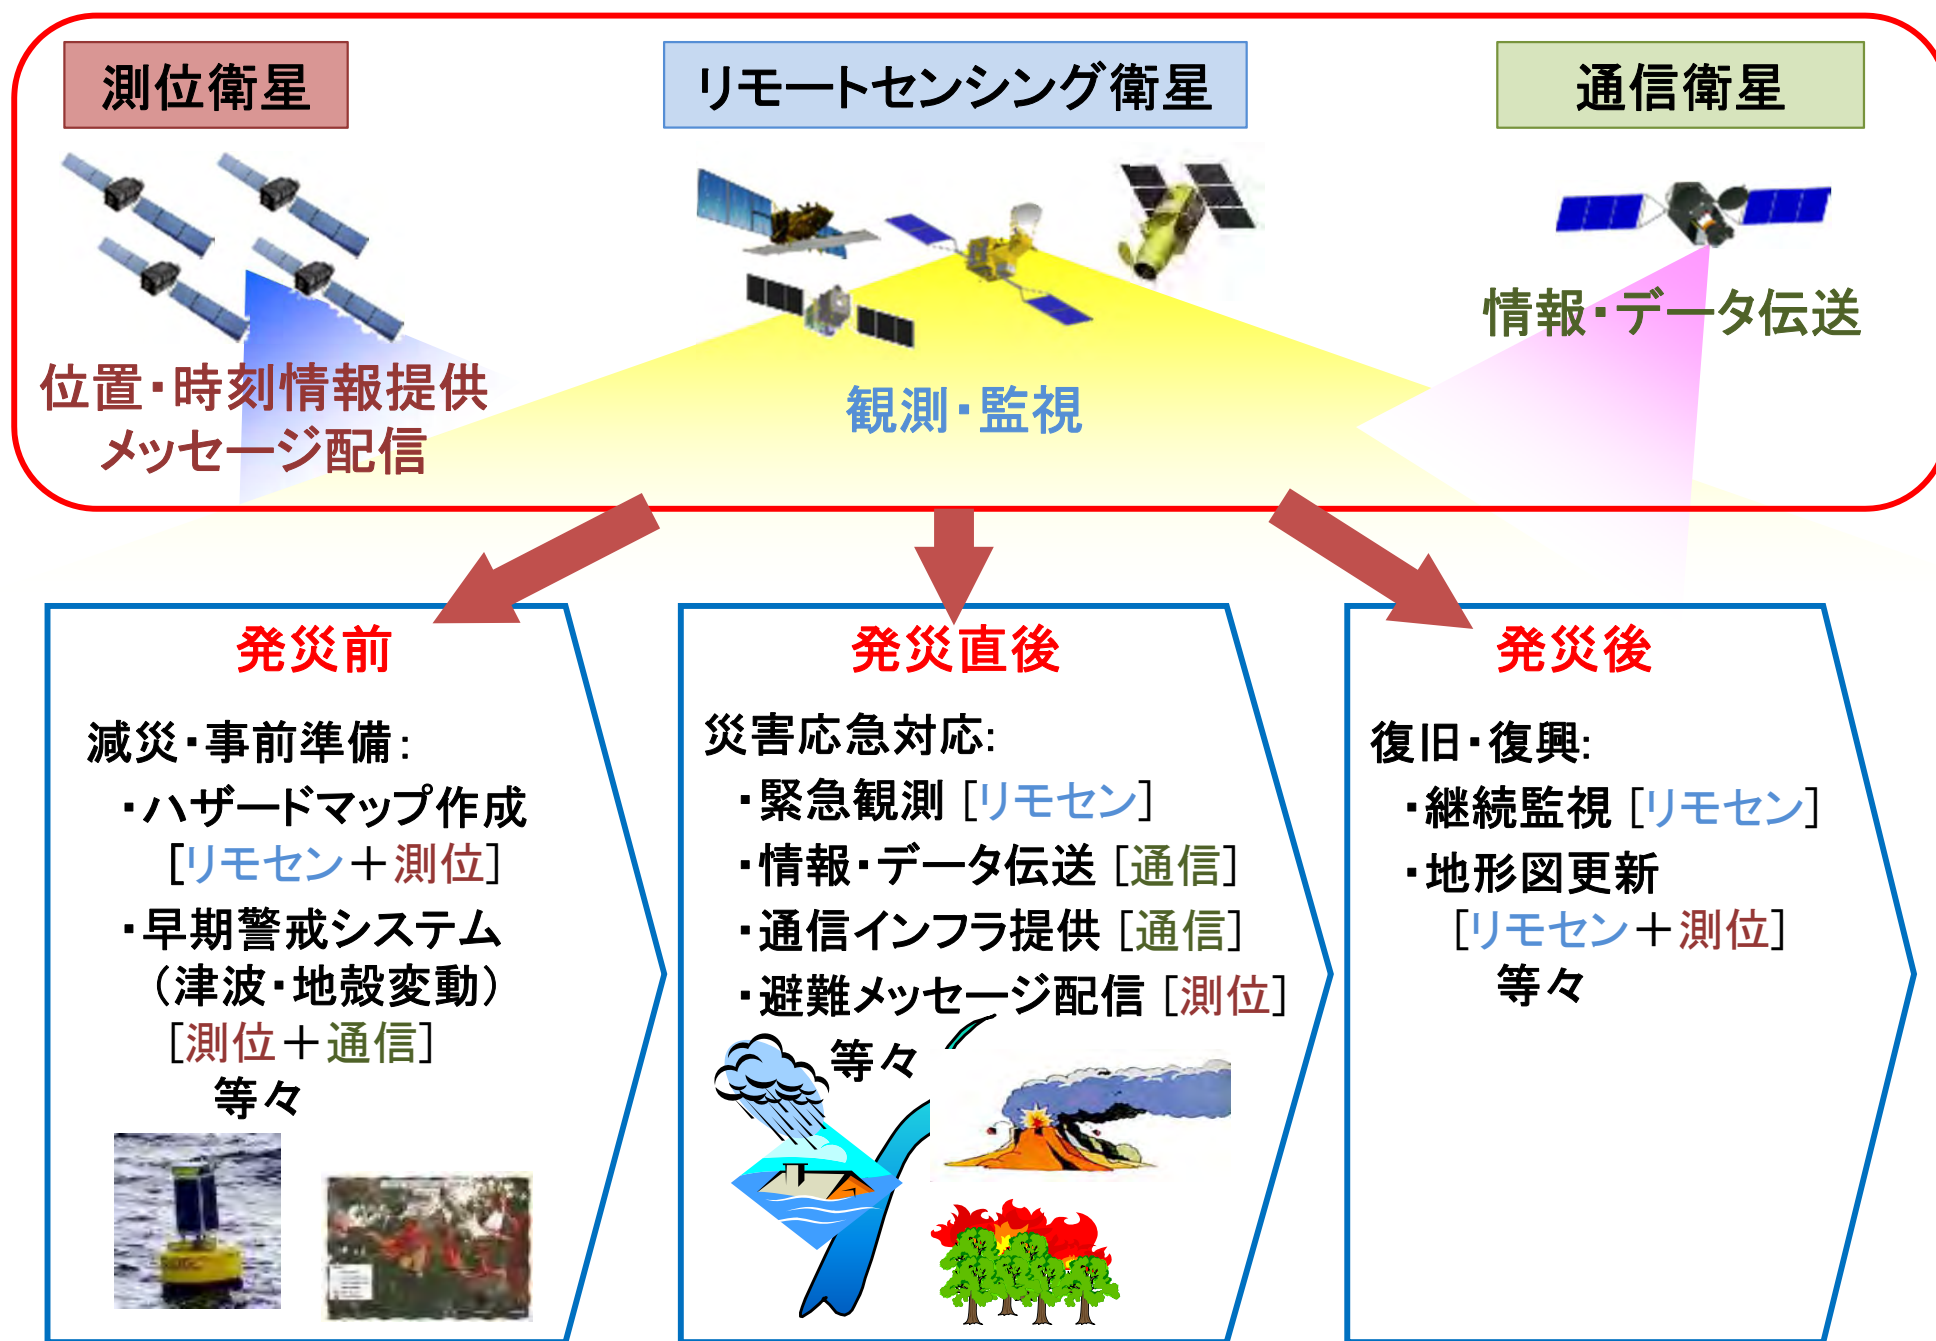 測位衛星
リモートセンシング衛星
通信衛星
位置・時刻情報提供
メッセージ配信
観測・監視
情報・データ伝送
発災前
減災・事前準備:
・ハザードマップ作成
[リモセン＋測位]
・早期警戒システム
（津波・地殻変動）
[測位＋通信]
等々
発災直後
災害応急対応:
・緊急観測 [リモセン]
・情報・データ伝送 [通信]
・通信インフラ提供 [通信]
・避難メッセージ配信 [測位]
等々
発災後
復旧・復興:
・継続監視 [リモセン]
・地形図更新
[リモセン＋測位]
等々